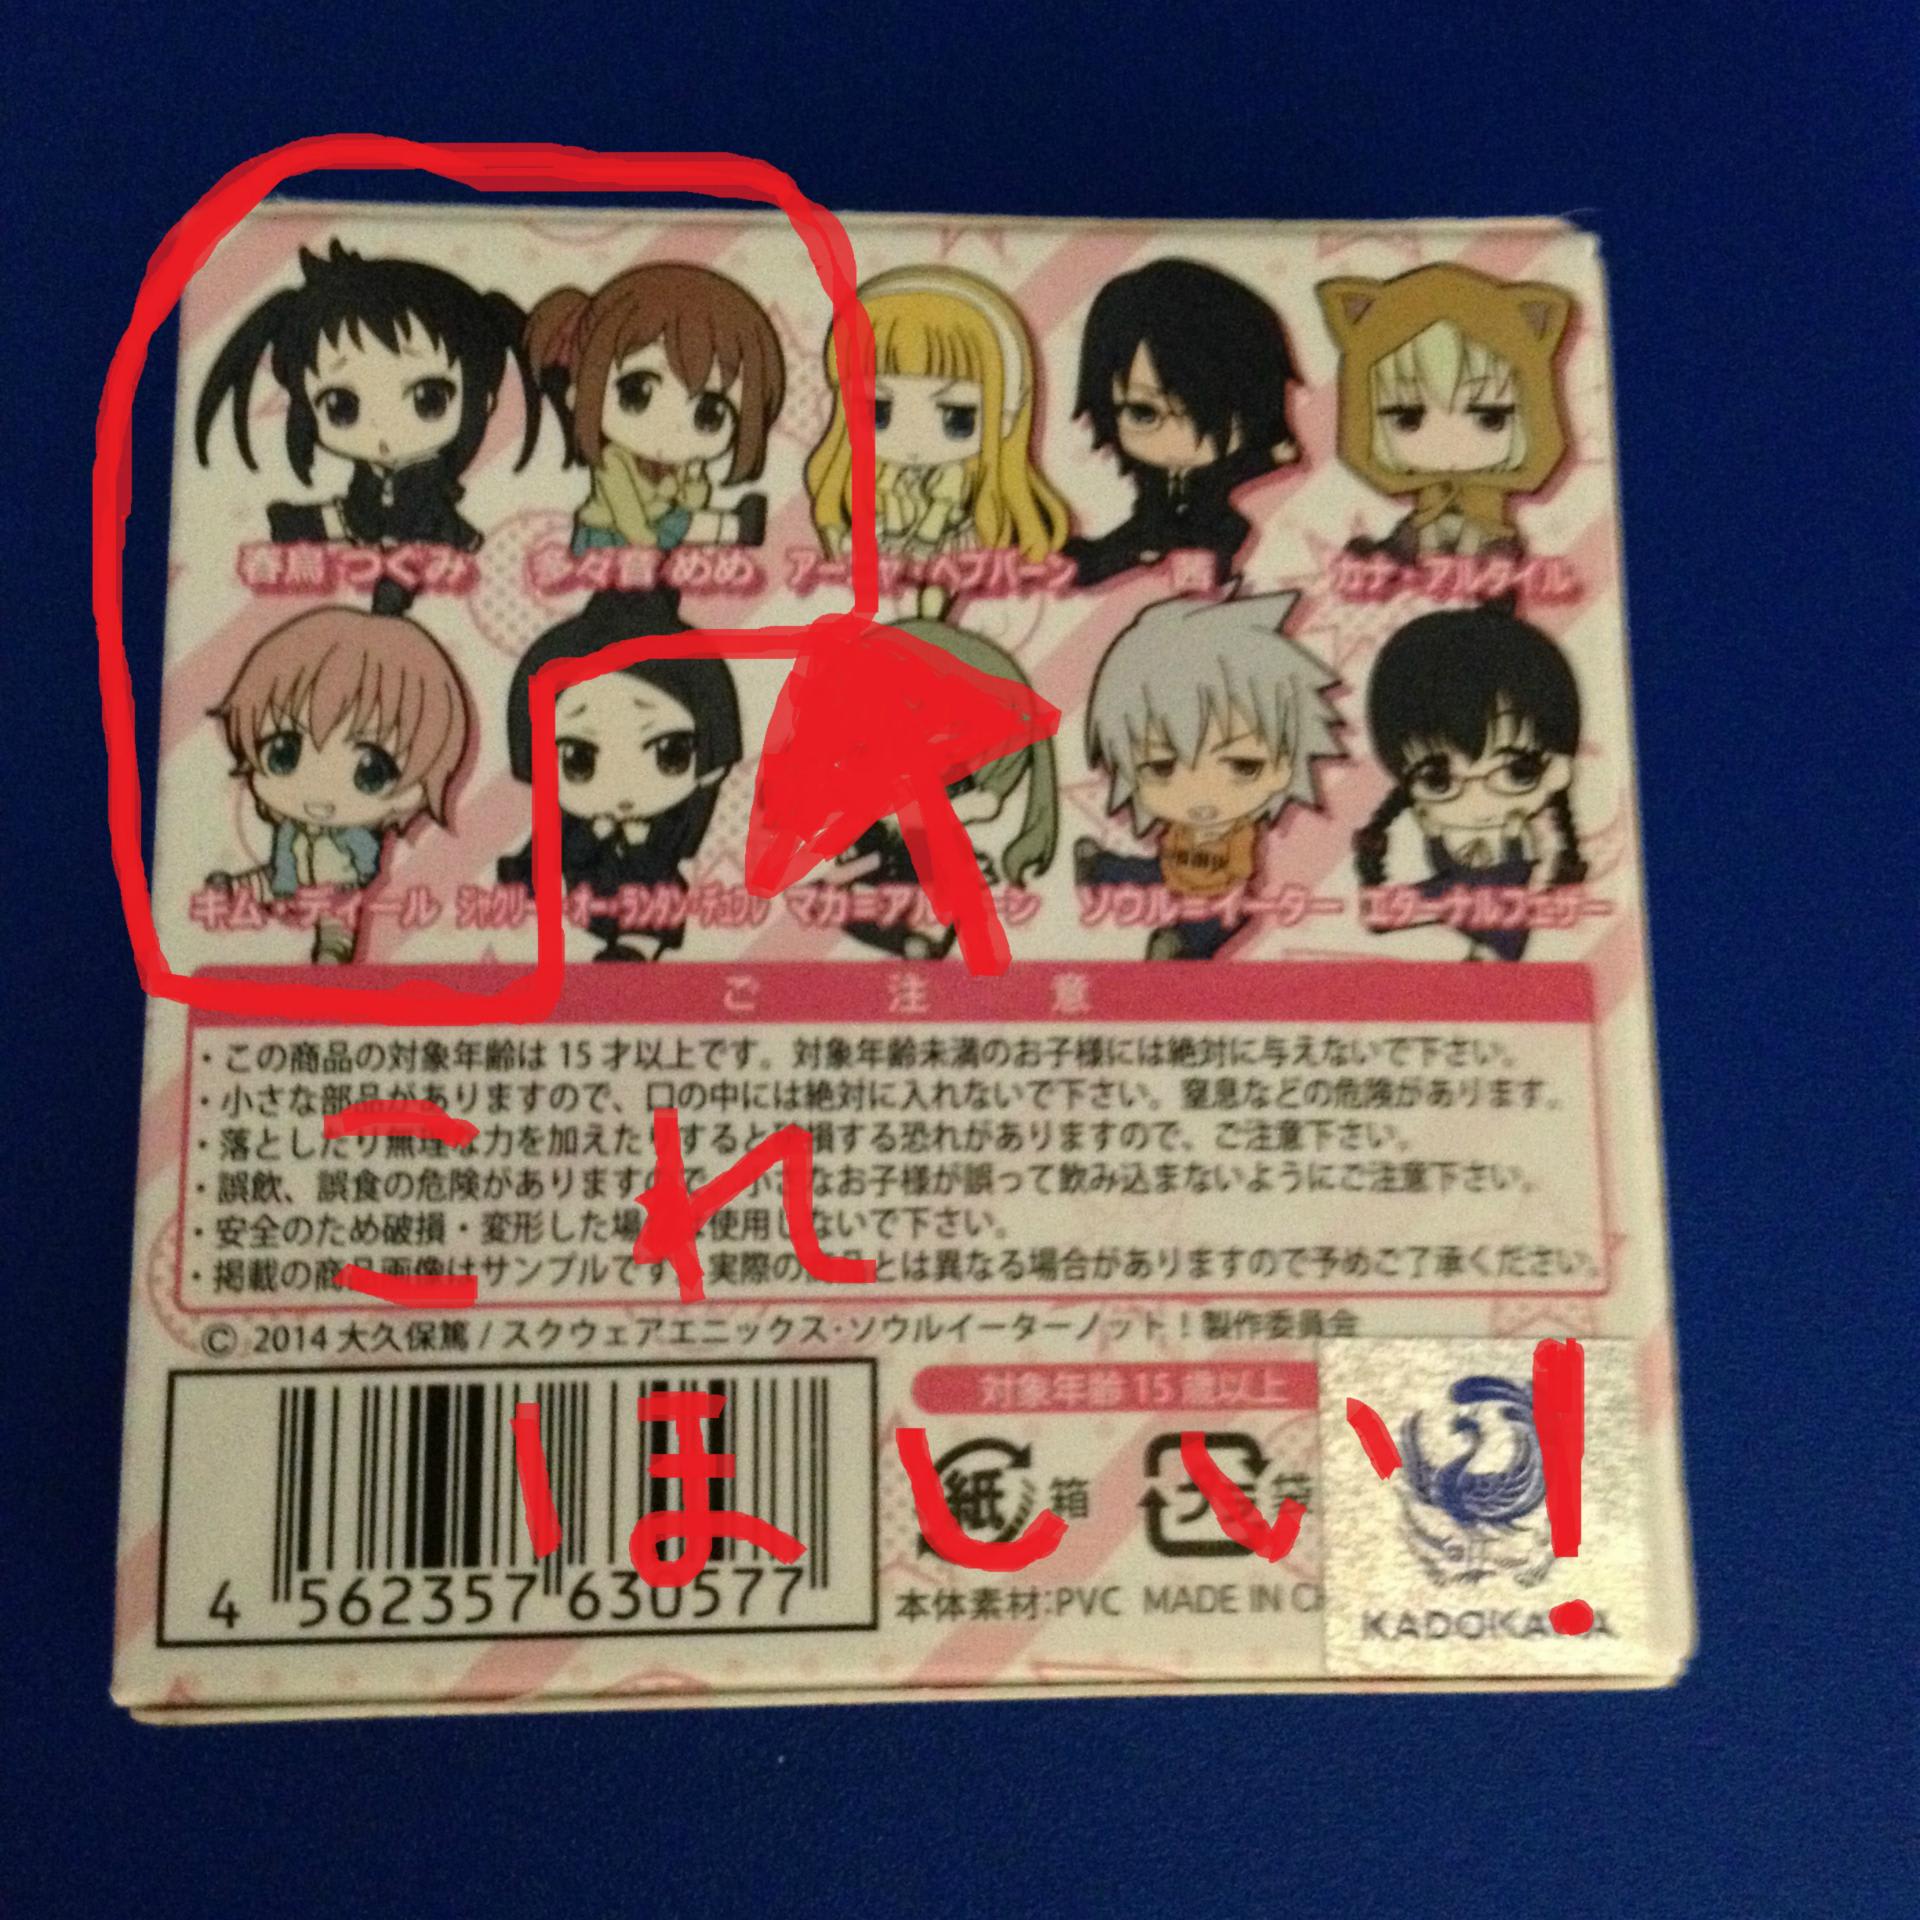 春鳥 つぐみ
多々音 めめ
アーニャ・ヘプバーン
茜
カナ・アルタイル
キム・ディール
ジャクリーン・オー・ランタン・デュプレ
マカ=アルバーン
ソウル=イーター
エターナルフェザー
ご注意
・この商品の対象年齢は 15 才以上です。対象年齢未満のお子様には絶対に与えないで下さい。
・小さな部品がありますので、口の中には絶対に入れないで下さい。窒息などの危険があります。
・落としたり無理な力を加えたりすると破損する恐れがありますので、ご注意下さい。
・誤飲、誤食の危険がありますので、小さなお子様が誤って飲み込まないようにご注意下さい。
・安全のため破損・変形した場合は使用しないで下さい。
・掲載の商品画像はサンプルです。実際の商品とは異なる場合がありますので予めご了承ください。
これ
© 2014 大久保篤 / スクウェアエニックス・ソウルイーターノット！製作委員会
対象年齢 15 歳以上
ほしい!
紙 箱
プラ 袋
4 562357 630577
本体素材:PVC MADE IN CH
KADOKAWA